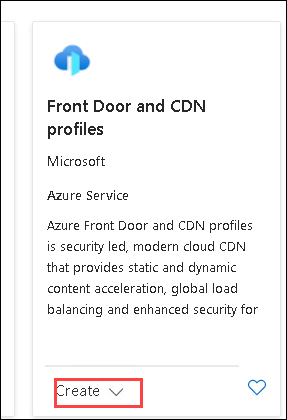 Front Door and CDN
profiles
Microsoft
Azure Service
Azure Front Door and CDN profiles
is security led, modern cloud CDN
that provides static and dynamic
content acceleration, global load
balancing and enhanced security for
Create